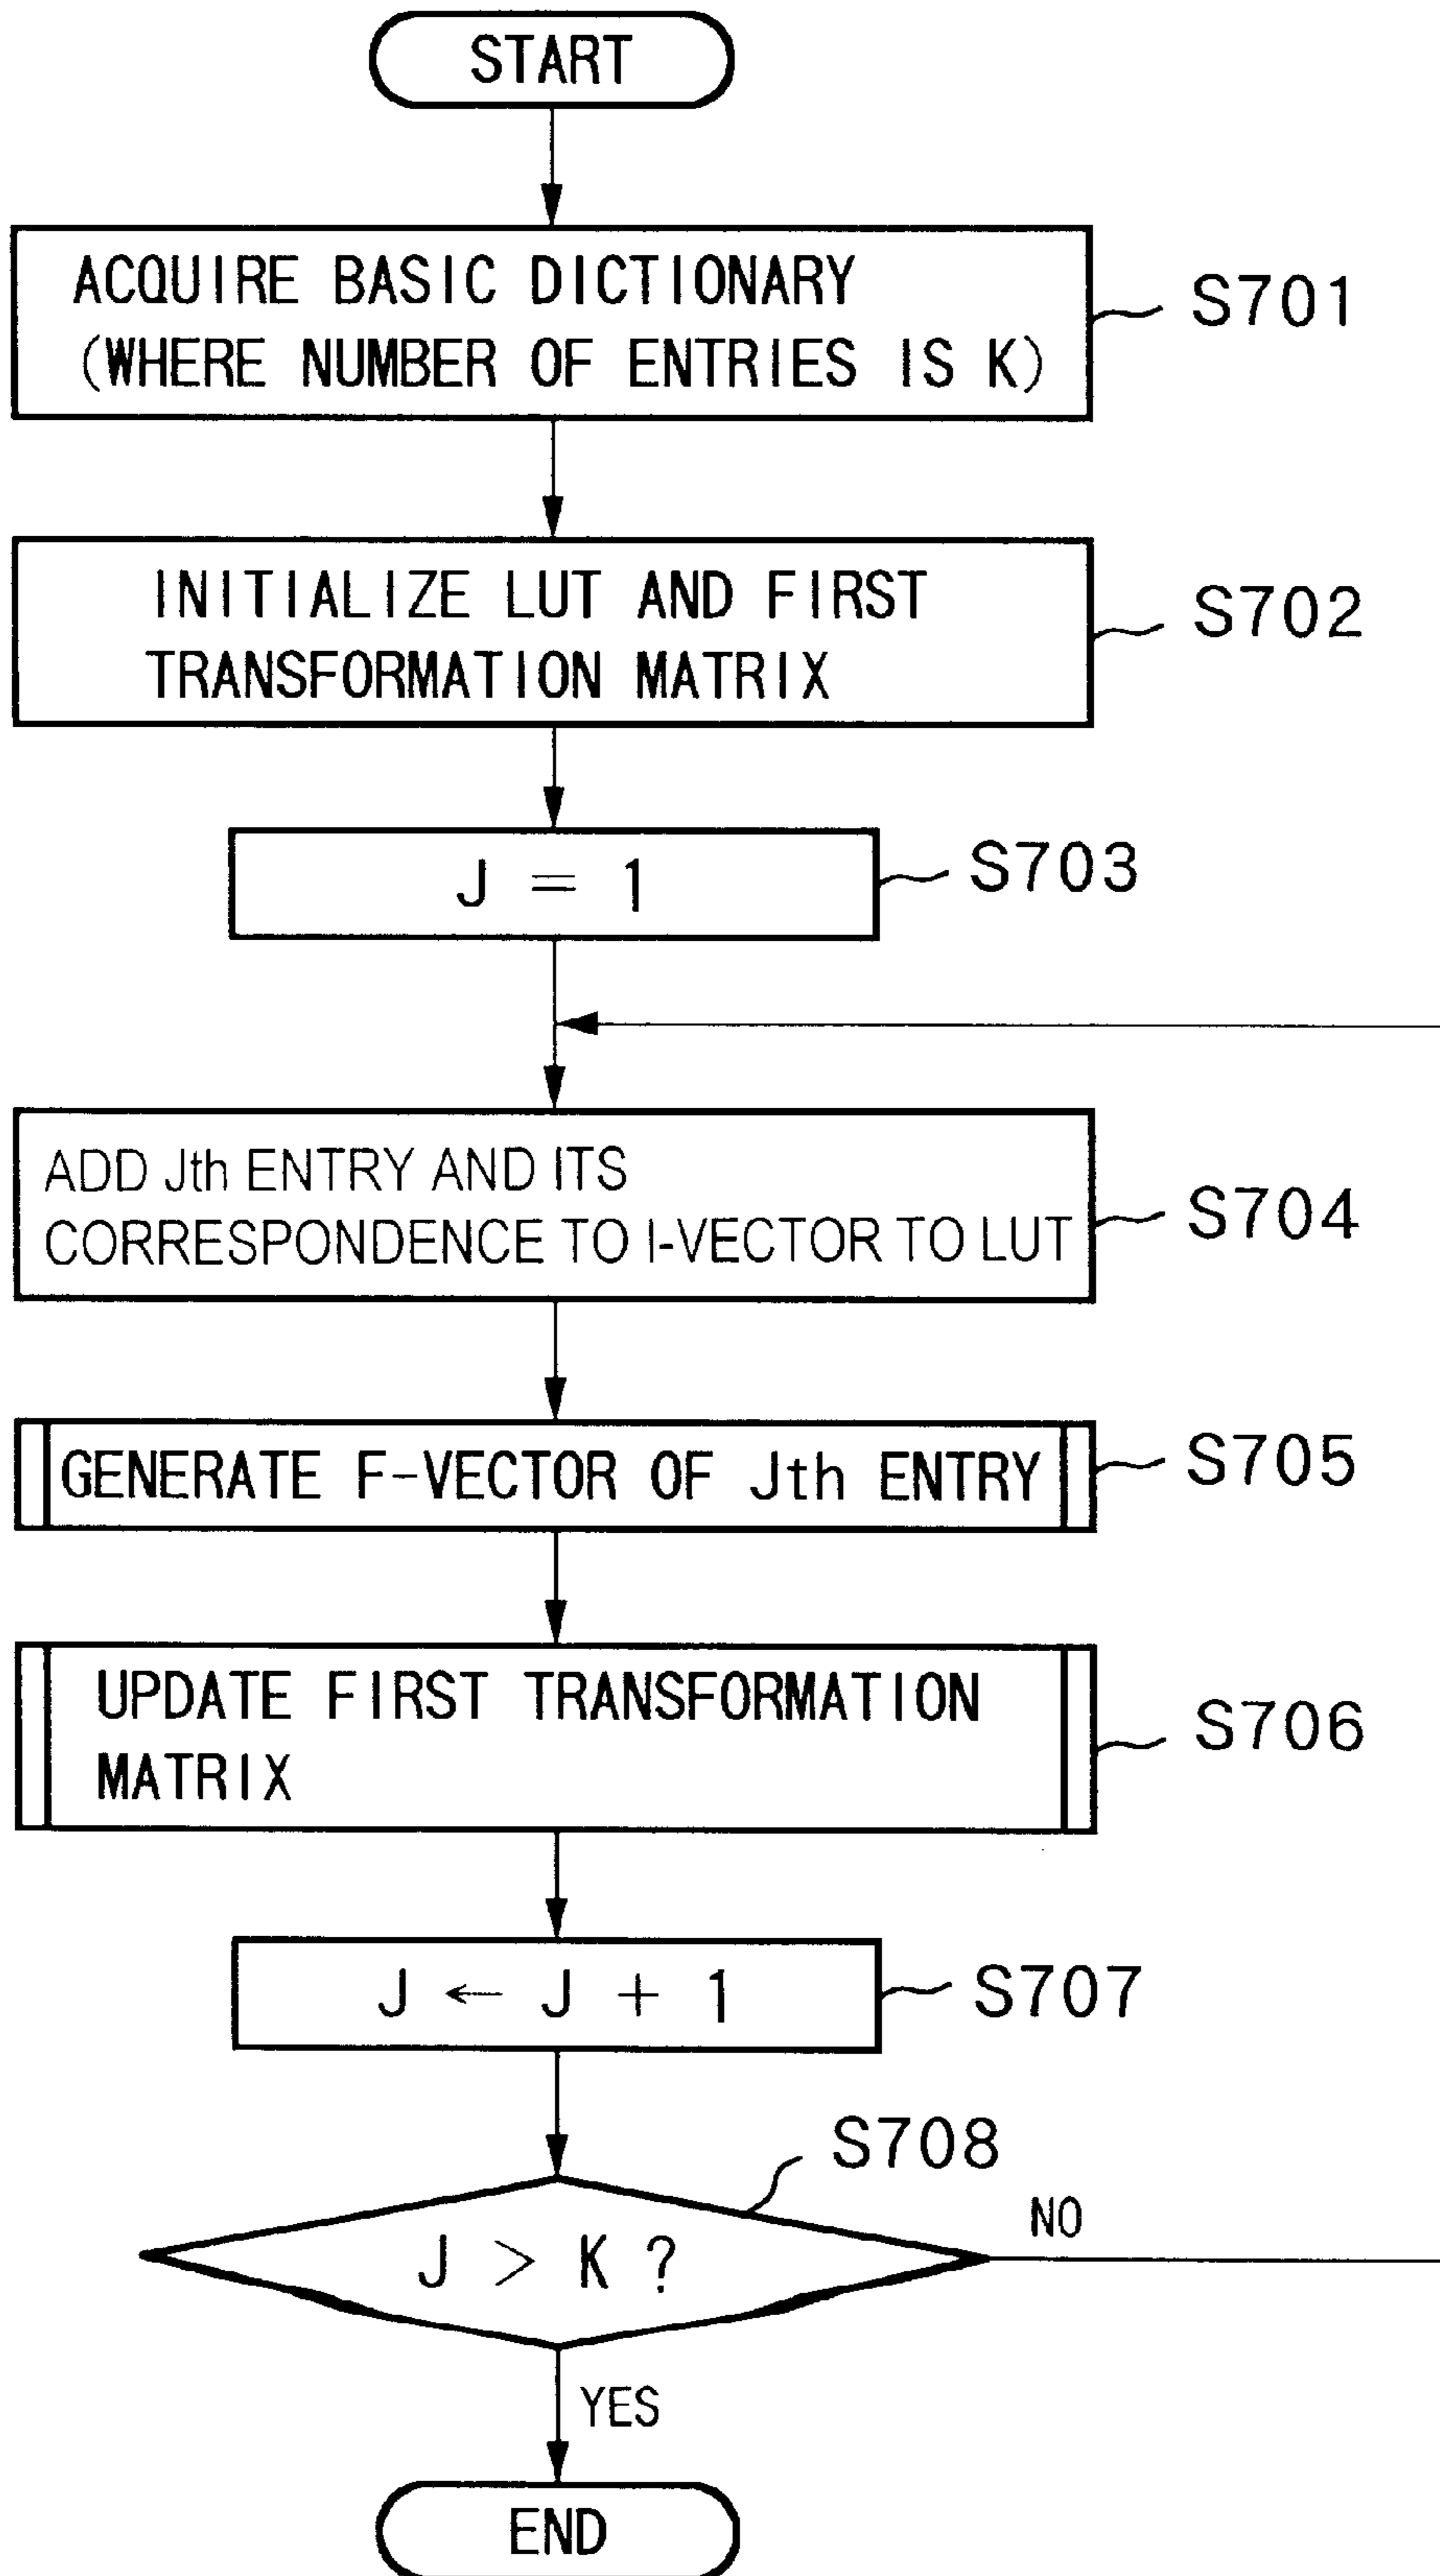 START
ACQUIRE BASIC DICTIONARY
(WHERE NUMBER OF ENTRIES IS K)
S701
INITIALIZE LUT AND FIRST
TRANSFORMATION MATRIX
S702
J = 1
S703
ADD Jth ENTRY AND ITS
CORRESPONDENCE TO I-VECTOR TO LUT
S704
GENERATE F-VECTOR OF Jth ENTRY
S705
UPDATE FIRST TRANSFORMATION
MATRIX
S706
J ← J + 1
S707
S708
J > K ?
NO
YES
END